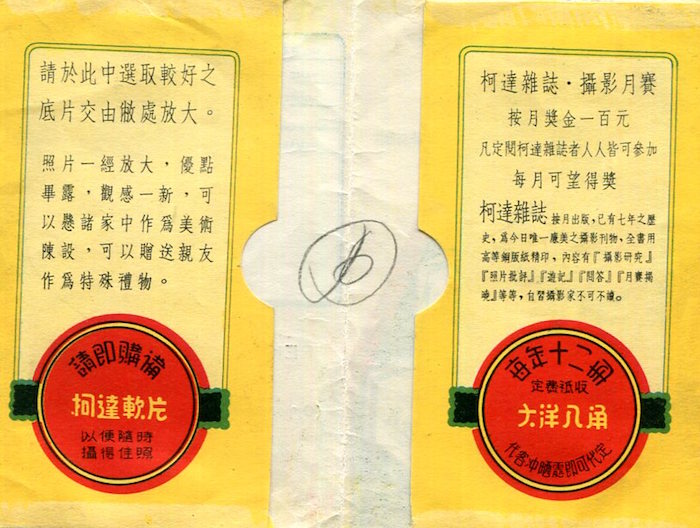 請於此中選取較好之
底片交由敝處放大。
照片一經放大，優點
畢露，觀感一新，可
以懸諸家中作爲美術
陳設，可以贈送親友
作爲特殊禮物。
請即購備
柯達軟片
以便隨時
攝得佳照
柯達雜誌・攝影月賽
按月獎金一百元
凡定閱柯達雜誌者人人皆可參加
每月可望得獎
柯達雜誌 按月出版，已有七年之歷
史，爲今日唯一廉美之攝影刊物，全書用
高等銅版紙精印，內容有『攝影研究』
『照片批評』『遊記』『問答』『月賽揭
曉』等等，自習攝影家不可不讀。
每年十二冊
定費祗收
大洋八角
代客冲晒處即可代定